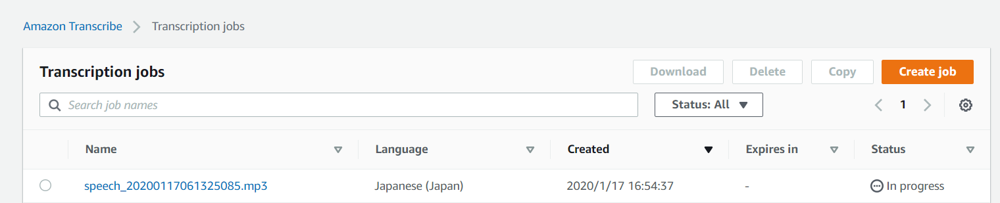 Amazon Transcribe > Transcription jobs
Transcription jobs Download Delete Copy Create job
Search job names Status: All 1
Name Language Created Expires in Status
speech_20200117061325085.mp3 Japanese (Japan) 2020/1/17 16:54:37 - In progress